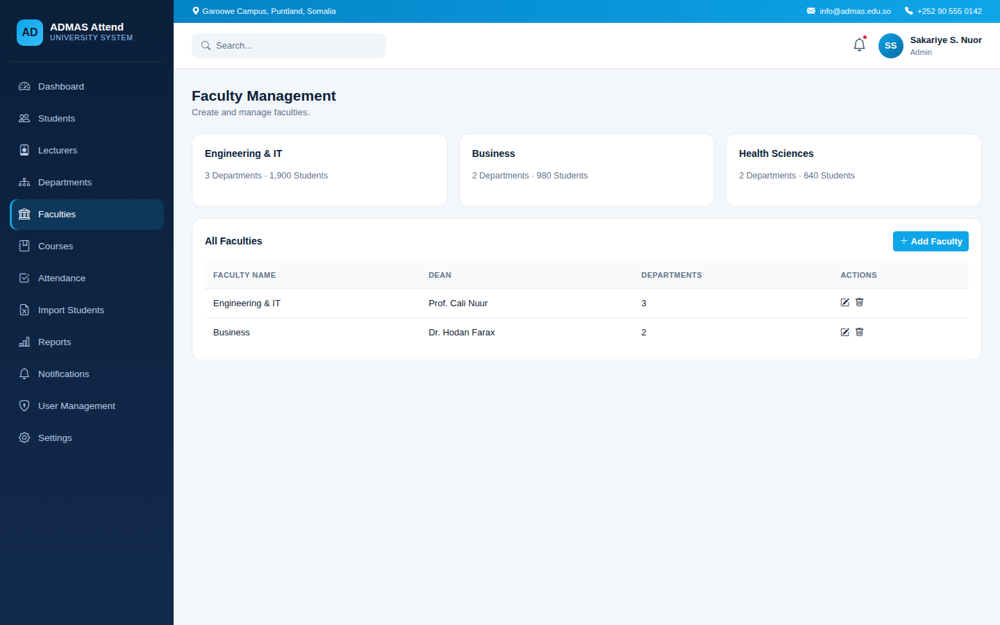 AD
ADMAS Attend
UNIVERSITY SYSTEM
Dashboard
Students
Lecturers
Departments
Faculties
Courses
Attendance
Import Students
Reports
Notifications
User Management
Settings
Garoowe Campus, Puntland, Somalia
info@admas.edu.so
+252 90 555 0142
Search...
SS
Sakariye S. Nuor
Admin
Faculty Management
Create and manage faculties.
Engineering & IT
3 Departments · 1,900 Students
Business
2 Departments · 980 Students
Health Sciences
2 Departments · 640 Students
All Faculties
+ Add Faculty
FACULTY NAME DEAN DEPARTMENTS ACTIONS
Engineering & IT Prof. Cali Nuur 3
Business Dr. Hodan Farax 2